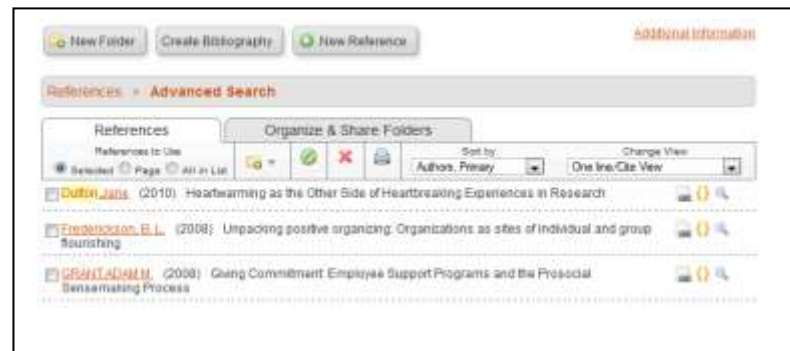 New Folder Create Bibliography New Reference Additional Information
References Advanced Search
References Organize & Share Folders
References to Use Sort by Change View
Selected Page All in List Authors, Primary One line/Cite View
Dutton,Jane (2010) Heartwarming as the Other Side of Heartbreaking Experiences in Research
Fredrickson, B. L. (2008) Unpacking positive organizing: Organizations as sites of individual and group
flourishing
GRANT,ADAM M. (2008) Giving Commitment: Employee Support Programs and the Prosocial
Sensemaking Process